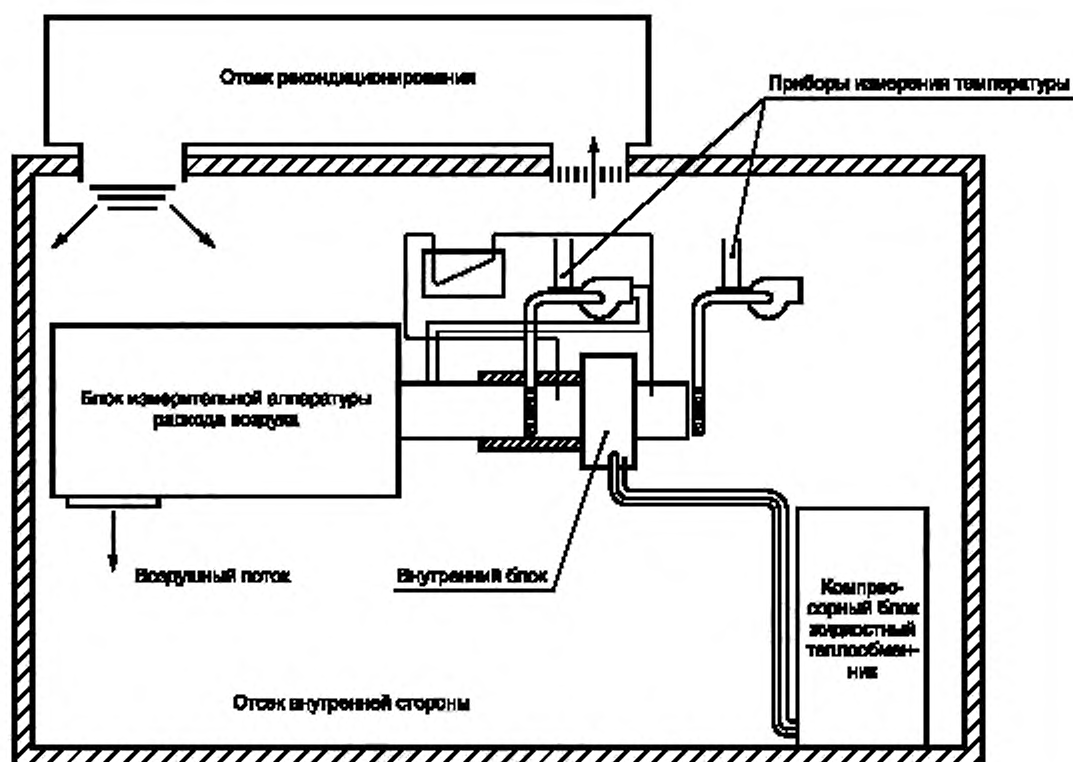 Отсек рекондиционирования
Приборы измерения температуры
Блок измерительной аппаратуры
расхода воздуха
Воздушный поток
Внутренний блок
Компрес-
сорный блок
жидкостный
теплообмен-
ник
Отсек внутренней стороны